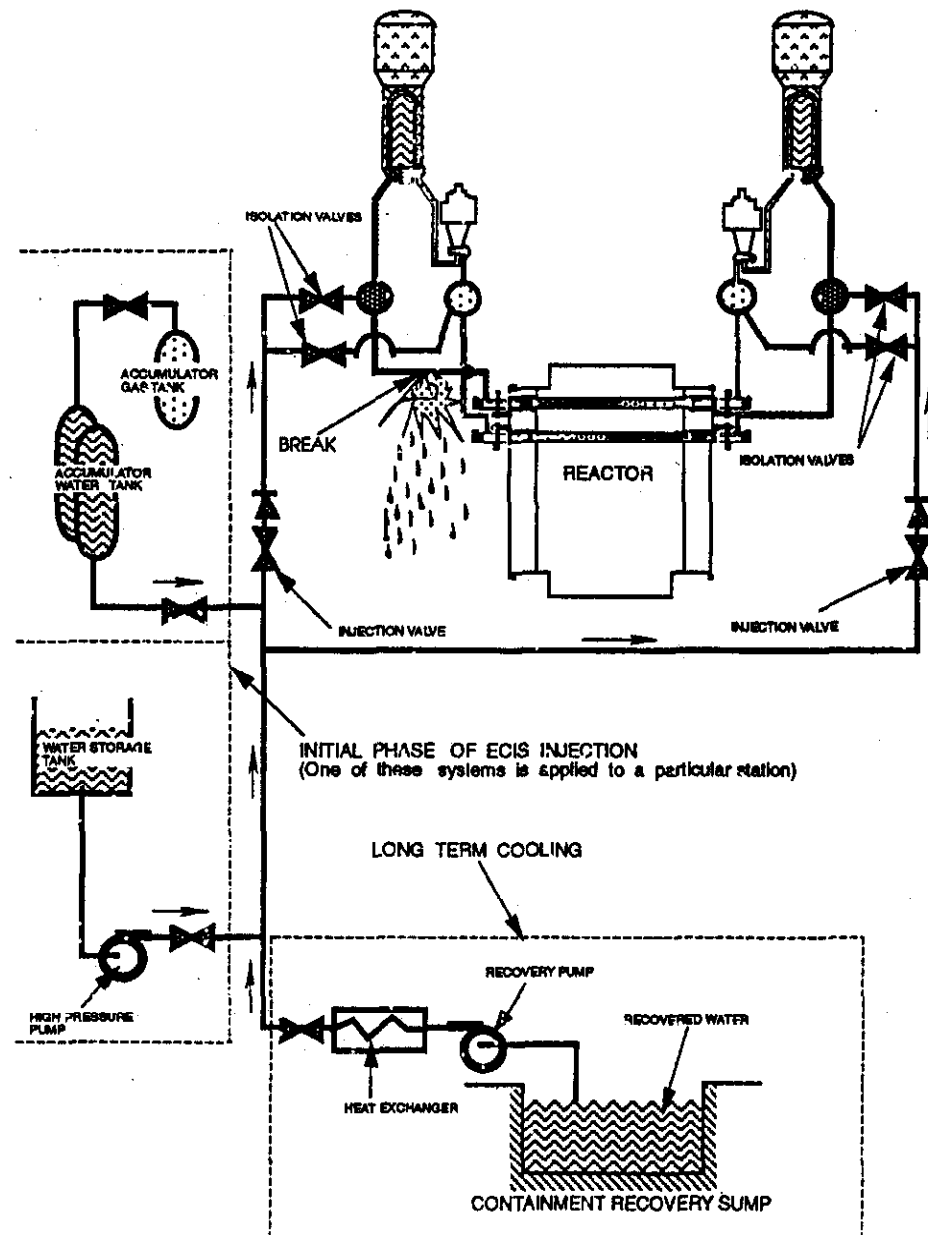 ISOLATION VALVES
ACCUMULATOR
GAS TANK
ACCUMULATOR
WATER TANK
BREAK
REACTOR
ISOLATION VALVES
INJECTION VALVE
INJECTION VALVE
WATER STORAGE
TANK
INITIAL PHASE OF ECIS INJECTION
(One of these systems is applied to a particular station)
LONG TERM COOLING
HIGH PRESSURE
PUMP
RECOVERY PUMP
RECOVERED WATER
HEAT EXCHANGER
CONTAINMENT RECOVERY SUMP